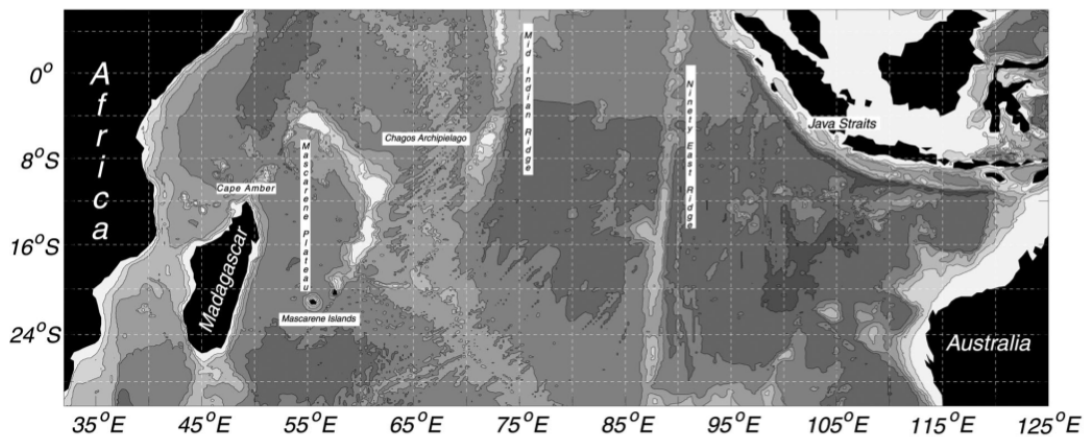 Africa
Mid Indian Ridge
Ninety East Ridge
0°
Java Straits
Chagos Archipielago
Mascarene Plateau
8°S
Cape Amber
16°S
Madagascar
Mascarene Islands
24°S
Australia
35°E 45°E 55°E 65°E 75°E 85°E 95°E 105°E 115°E 125°E